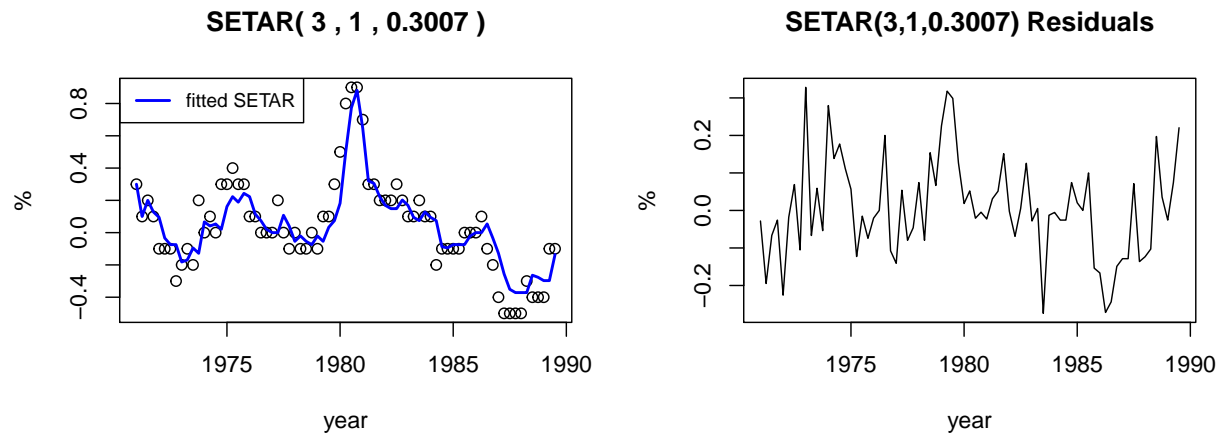 SETAR( 3 , 1 , 0.3007 )
fitted SETAR
%
0.8
0.4
0.0
−0.4
1975 1980 1985 1990
year
SETAR(3,1,0.3007) Residuals
%
0.2
0.0
−0.2
1975 1980 1985 1990
year